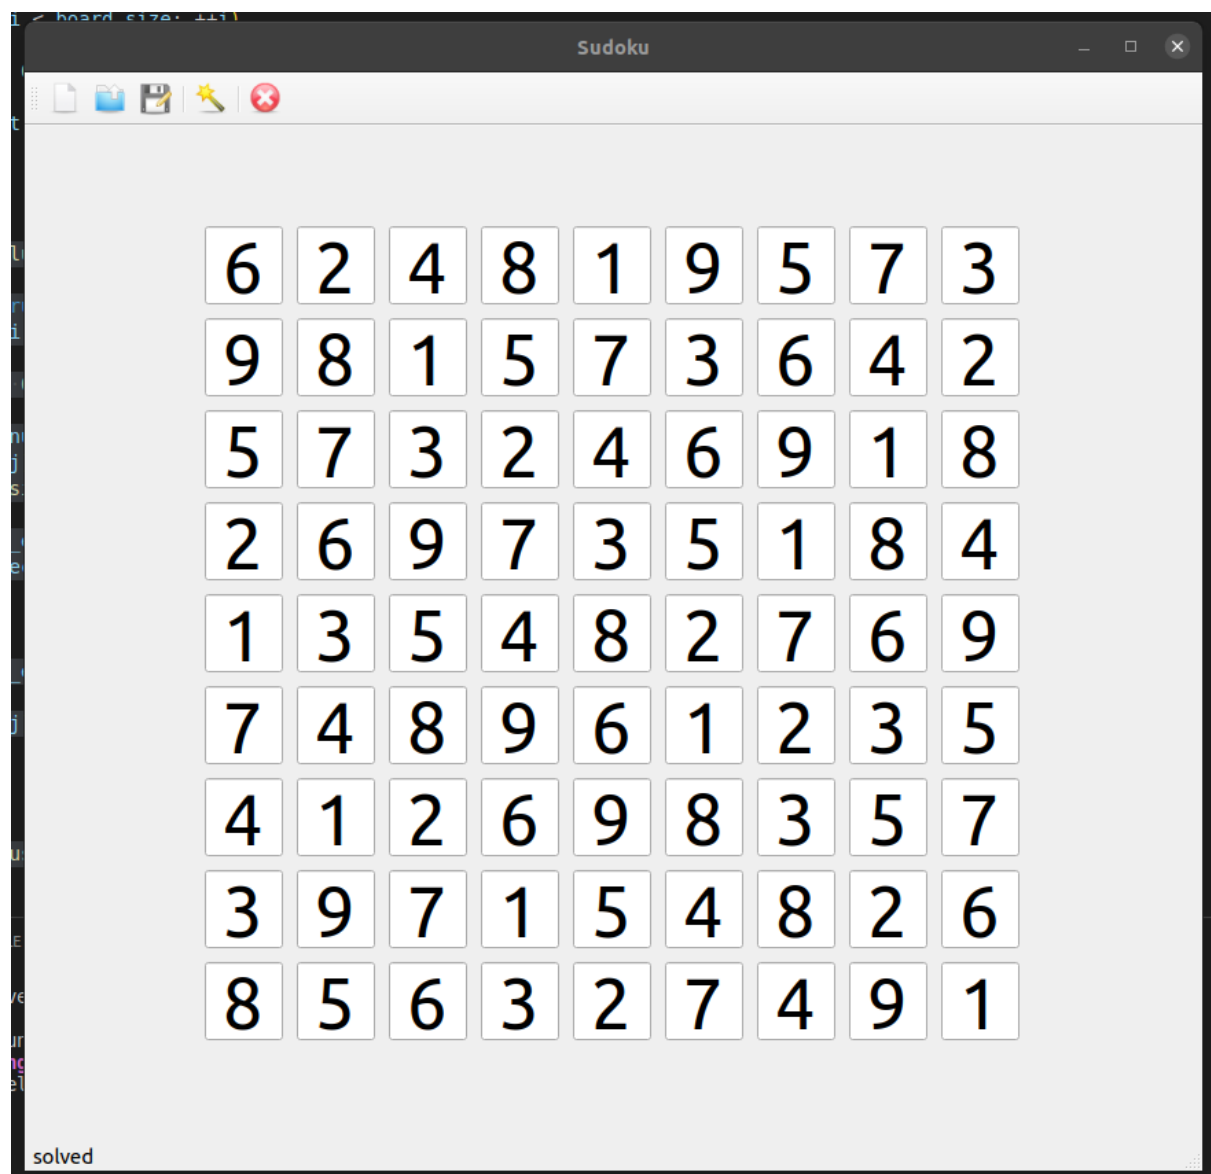 i < board_size; ++i)
Sudoku
6 2 4 8 1 9 5 7 3
9 8 1 5 7 3 6 4 2
5 7 3 2 4 6 9 1 8
2 6 9 7 3 5 1 8 4
1 3 5 4 8 2 7 6 9
7 4 8 9 6 1 2 3 5
4 1 2 6 9 8 3 5 7
3 9 7 1 5 4 8 2 6
8 5 6 3 2 7 4 9 1
solved